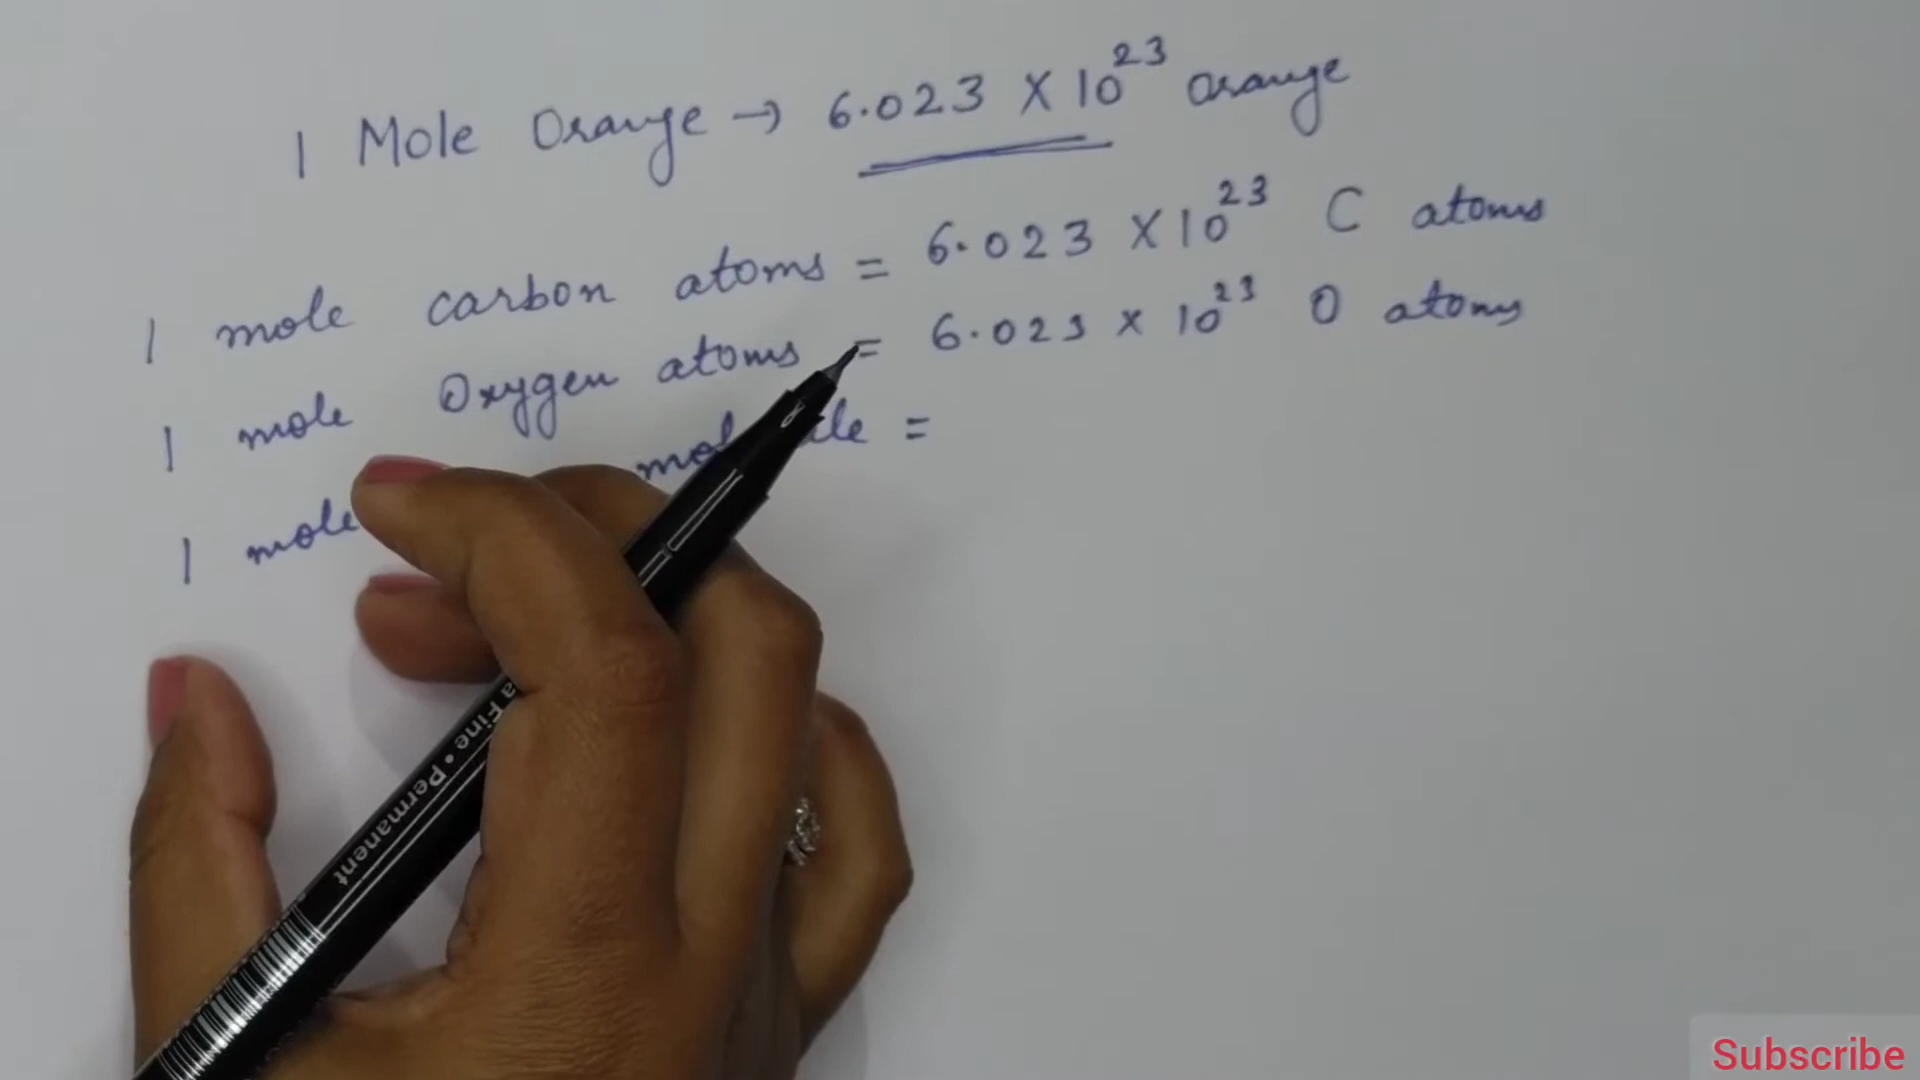 1 Mole Orange → 6.023 X 10²³ orange
1 mole carbon atoms = 6.023 X 10²³ C atoms
1 mole Oxygen atoms = 6.023 x 10²³ O atoms
1 mole =
a Fine • Permanent
Subscribe